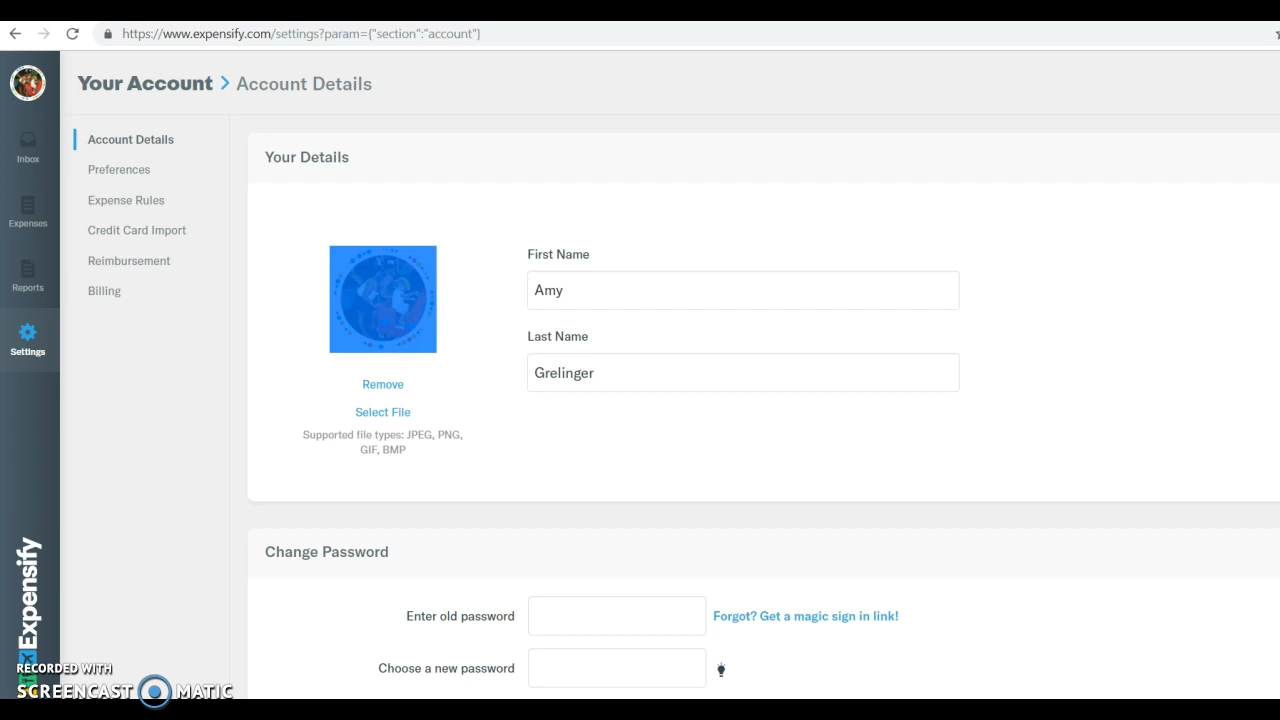 https://www.expensify.com/settings?param={"section":"account"}
Your Account > Account Details
Inbox
Expenses
Reports
Settings
Expensify
Account Details
Preferences
Expense Rules
Credit Card Import
Reimbursement
Billing
Your Details
Remove
Select File
Supported file types: JPEG, PNG,
GIF, BMP
First Name
Amy
Last Name
Grelinger
Change Password
Enter old password
Forgot? Get a magic sign in link!
Choose a new password
RECORDED WITH
SCREENCAST MATIC